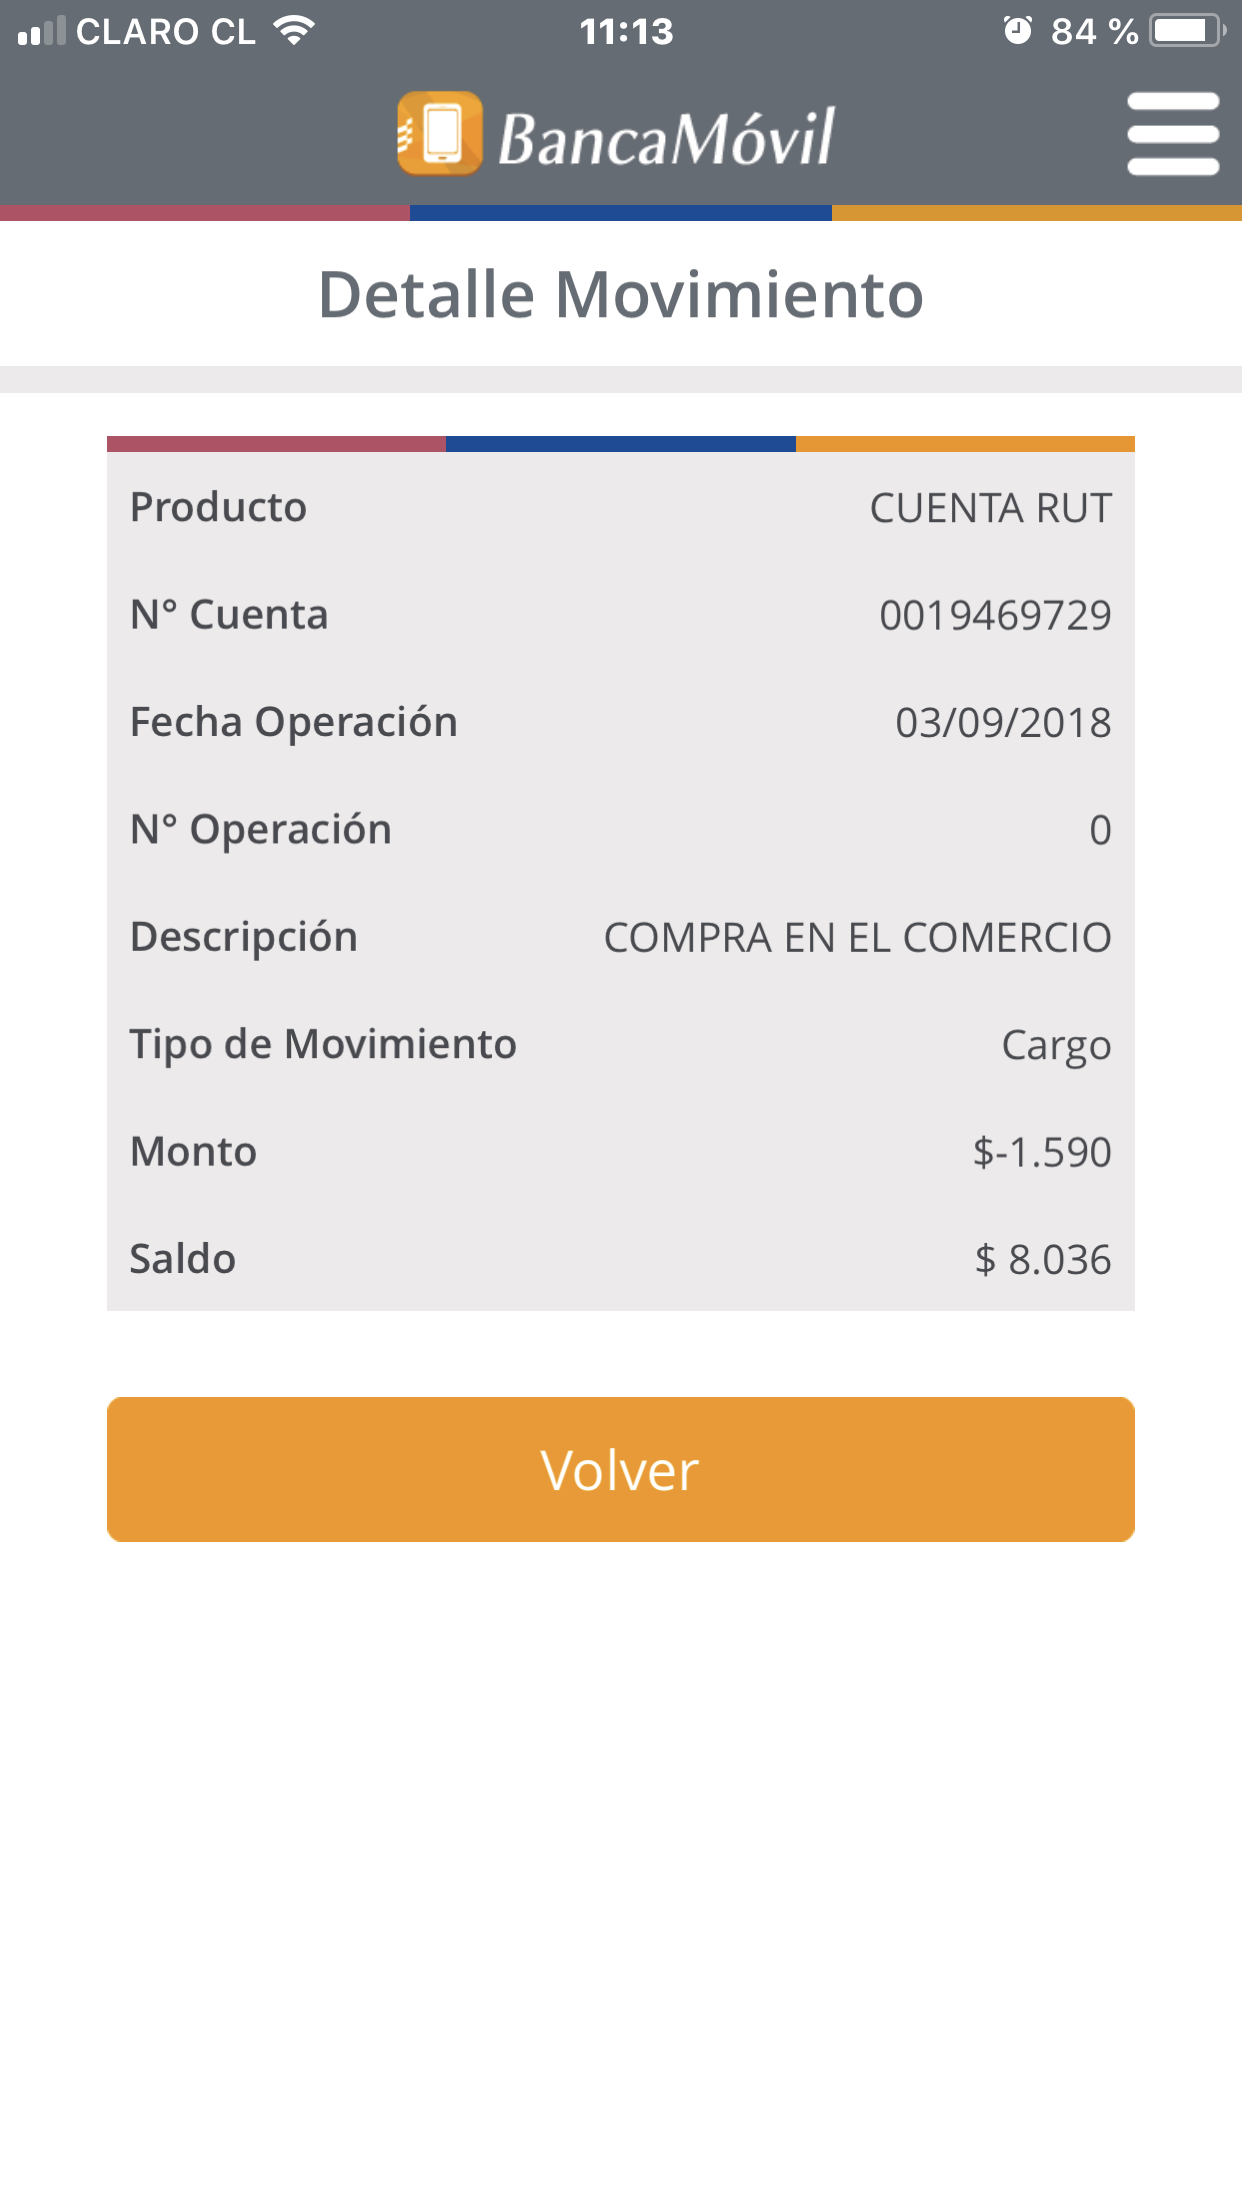 CLARO CL 11:13 84 %
BancaMóvil
Detalle Movimiento
Producto CUENTA RUT
N° Cuenta 0019469729
Fecha Operación 03/09/2018
N° Operación 0
Descripción COMPRA EN EL COMERCIO
Tipo de Movimiento Cargo
Monto $-1.590
Saldo $ 8.036
Volver